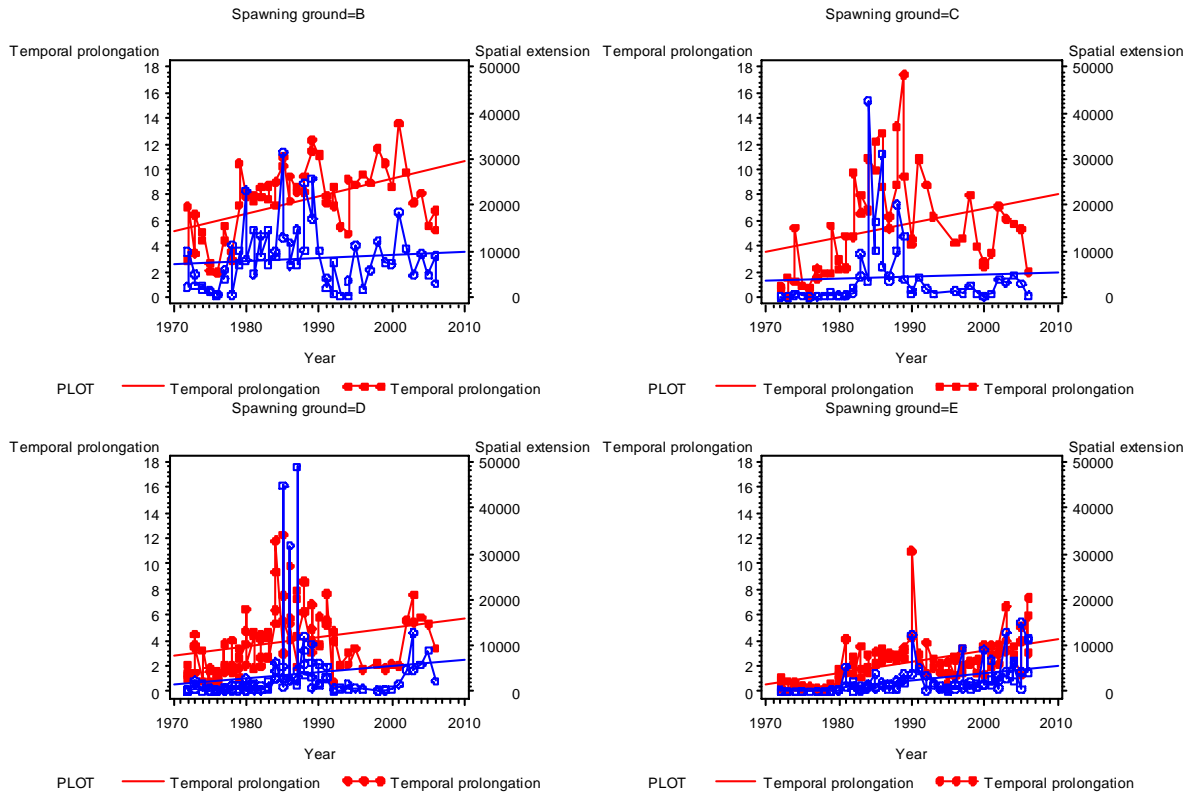 Spawning ground=B
Temporal prolongation Spatial extension
18 50000
16
14 40000
12
10 30000
8
6 20000
4 10000
2
0 0
1970 1980 1990 2000 2010
Year
PLOT Temporal prolongation Temporal prolongation
Spawning ground=C
Temporal prolongation Spatial extension
18 50000
16
14 40000
12
10 30000
8
6 20000
4 10000
2
0 0
1970 1980 1990 2000 2010
Year
PLOT Temporal prolongation Temporal prolongation
Spawning ground=D
Temporal prolongation Spatial extension
18 50000
16
14 40000
12
10 30000
8
6 20000
4 10000
2
0 0
1970 1980 1990 2000 2010
Year
PLOT Temporal prolongation Temporal prolongation
Spawning ground=E
Temporal prolongation Spatial extension
18 50000
16
14 40000
12
10 30000
8
6 20000
4 10000
2
0 0
1970 1980 1990 2000 2010
Year
PLOT Temporal prolongation Temporal prolongation